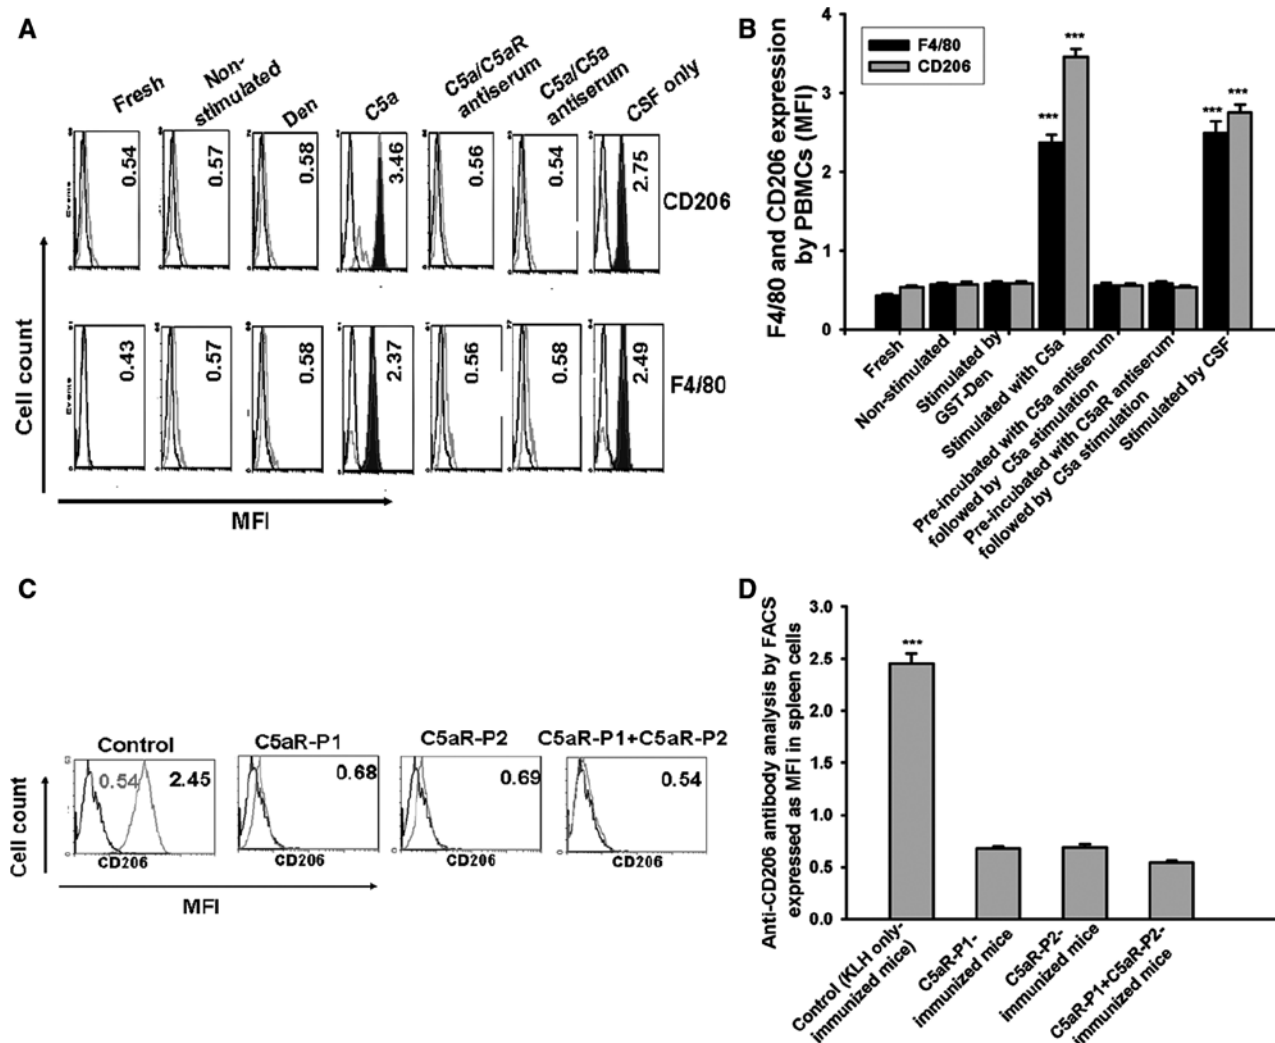 A
Fresh
Non-
stimulated
Den
C5a
C5a/C5aR
antiserum
C5a/C5a
antiserum
CSF only
Events
0.54
0.57
0.58
3.46
0.56
0.54
2.75
CD206
Cell count
0.43
0.57
0.58
2.37
0.56
0.58
2.49
F4/80
MFI
B
F4/80 and CD206 expression
by PBMCs (MFI)
4
3
2
1
0
F4/80
CD206
***
***
***
***
Fresh
Non-stimulated
Stimulated by
GST-Den
Stimulated with C5a
Pre-incubated with C5a antiserum
followed by C5a stimulation
Pre-incubated with C5aR antiserum
followed by C5a stimulation
Stimulated by CSF
C
Control
C5aR-P1
C5aR-P2
C5aR-P1+C5aR-P2
Cell count
0.54
2.45
0.68
0.69
0.54
CD206
CD206
CD206
CD206
MFI
D
Anti-CD206 antibody analysis by FACS
expressed as MFI in spleen cells
3.0
2.5
2.0
1.5
1.0
0.5
0.0
***
Control (KLH only-
immunized mice)
C5aR-P1-
immunized mice
C5aR-P2-
immunized mice
C5aR-P1+C5aR-P2-
immunized mice